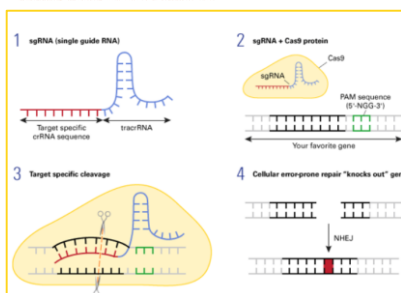 1
sgRNA (single guide RNA)
Target specific
crRNA sequence
tracrRNA
2
sgRNA + Cas9 protein
Cas9
sgRNA
PAM sequence
(5'-NGG-3')
Your favorite gene
3
Target specific cleavage
4
Cellular error-prone repair "knocks out" gen
NHEJ